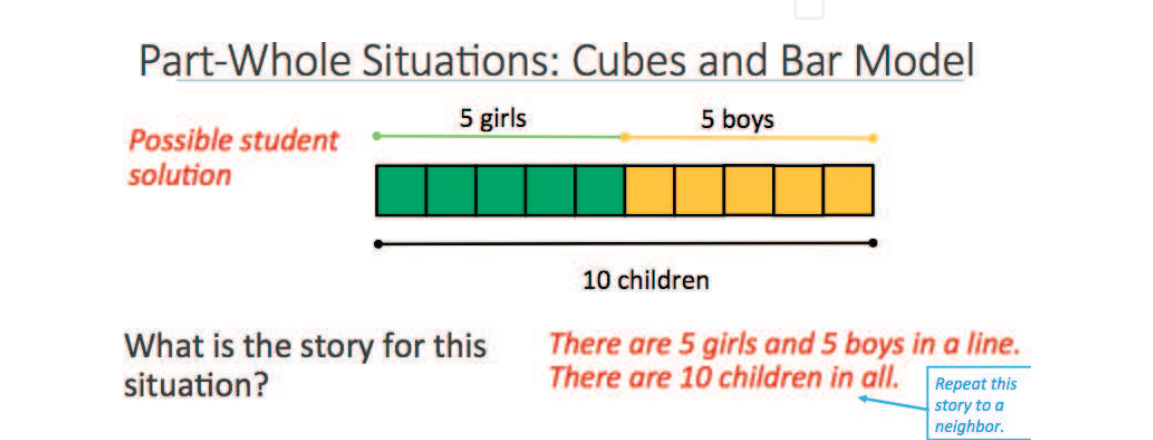 Part-Whole Situations: Cubes and Bar Model
5 girls
5 boys
Possible student
solution
10 children
What is the story for this
situation?
There are 5 girls and 5 boys in a line.
There are 10 children in all.
Repeat this
story to a
neighbor.